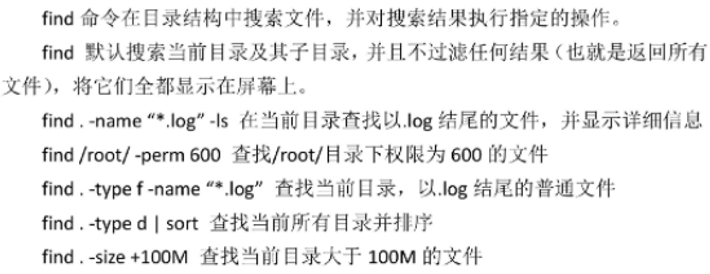 find 命令在目录结构中搜索文件，并对搜索结果执行指定的操作。
find 默认搜索当前目录及其子目录，并且不过滤任何结果（也就是返回所有
文件），将它们全都显示在屏幕上。
find . -name “*.log” -ls 在当前目录查找以.log 结尾的文件，并显示详细信息
find /root/ -perm 600 查找/root/目录下权限为 600 的文件
find . -type f -name “*.log” 查找当前目录，以.log 结尾的普通文件
find . -type d | sort 查找当前所有目录并排序
find . -size +100M 查找当前目录大于 100M 的文件